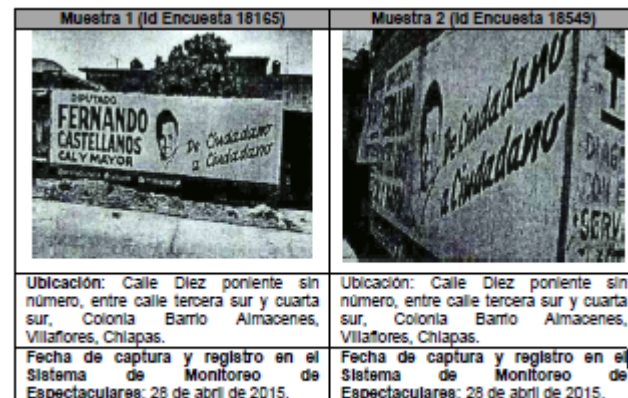 Muestra 1 (Id Encuesta 18165)
DIPUTADO
FERNANDO
CASTELLANOS
CAL Y MAYOR
De Ciudadano
a Ciudadano
Ubicación: Calle Diez poniente sin
número, entre calle tercera sur y cuarta
sur, Colonia Barrio Almacenes,
Villaflores, Chiapas.
Fecha de captura y registro en el
Sistema de Monitoreo de
Espectaculares: 28 de abril de 2015.
Muestra 2 (Id Encuesta 18549)
De Ciudadano
a Ciudadano
SERV
Ubicación: Calle Diez poniente sin
número, entre calle tercera sur y cuarta
sur, Colonia Barrio Almacenes,
Villaflores, Chiapas.
Fecha de captura y registro en el
Sistema de Monitoreo de
Espectaculares: 28 de abril de 2015.